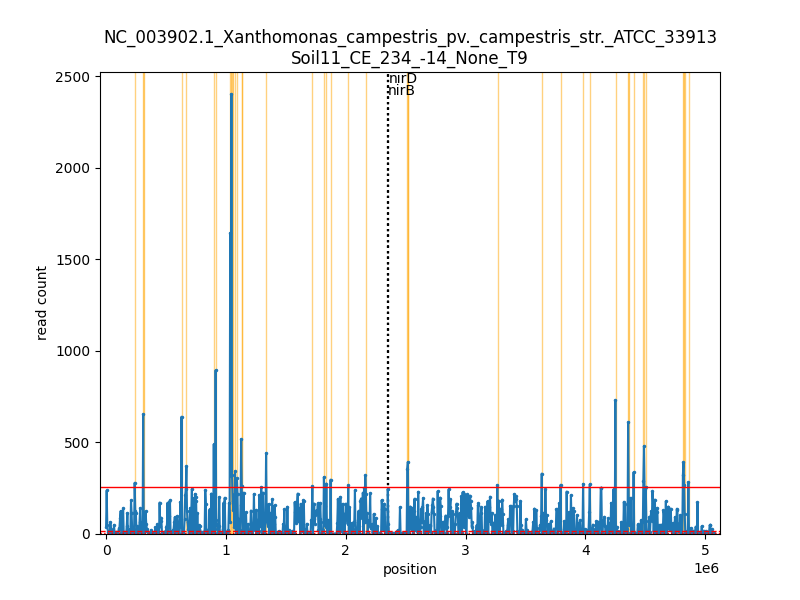 NC_003902.1_Xanthomonas_campestris_pv._campestris_str._ATCC_33913
Soil11_CE_234_-14_None_T9
nirD
nirB
2500
2000
1500
1000
500
0
read count
0
1
2
3
4
5
1e6
position